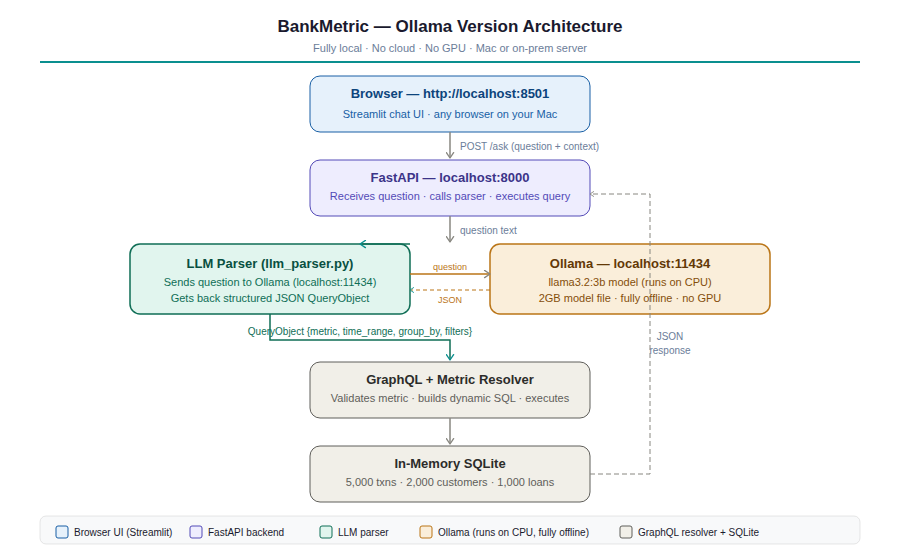 BankMetric — Ollama Version Architecture
Fully local · No cloud · No GPU · Mac or on-prem server
Browser — http://localhost:8501
Streamlit chat UI · any browser on your Mac
POST /ask (question + context)
FastAPI — localhost:8000
Receives question · calls parser · executes query
question text
LLM Parser (llm_parser.py)
Sends question to Ollama (localhost:11434)
Gets back structured JSON QueryObject
question
JSON
Ollama — localhost:11434
llama3.2:3b model (runs on CPU)
2GB model file · fully offline · no GPU
QueryObject {metric, time_range, group_by, filters}
JSON
response
GraphQL + Metric Resolver
Validates metric · builds dynamic SQL · executes
In-Memory SQLite
5,000 txns · 2,000 customers · 1,000 loans
Browser UI (Streamlit)
FastAPI backend
LLM parser
Ollama (runs on CPU, fully offline)
GraphQL resolver + SQLite